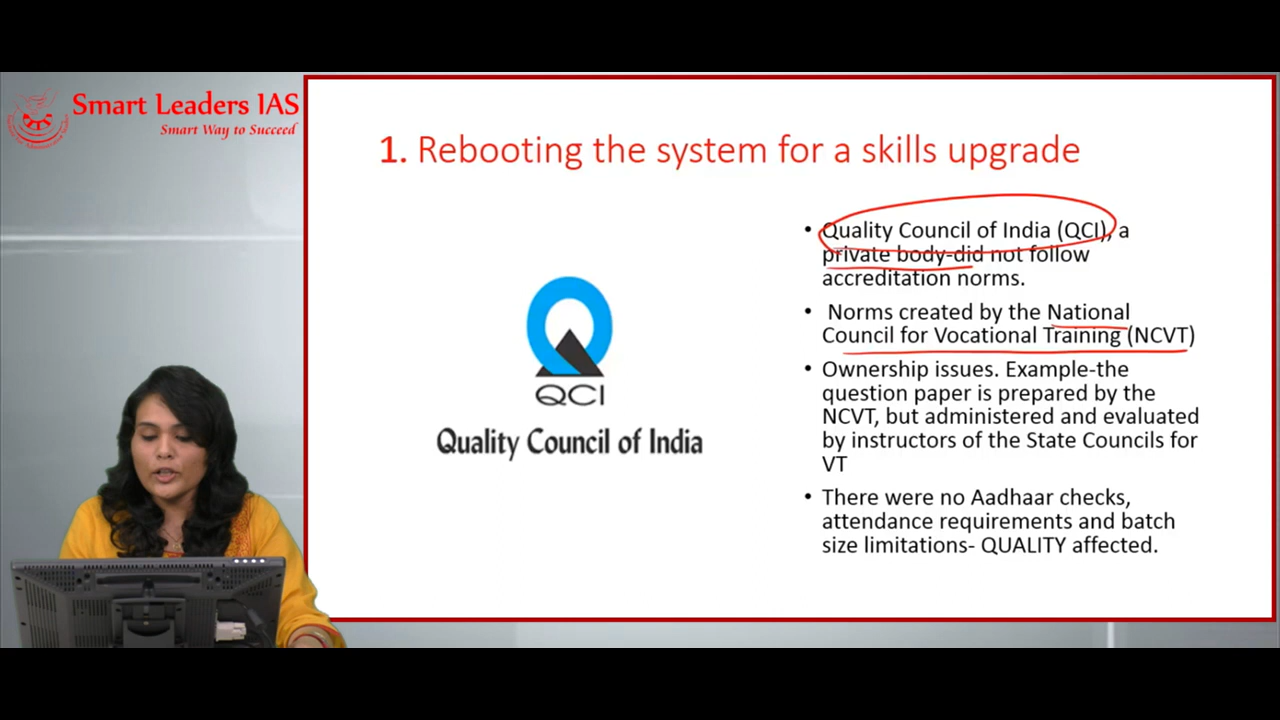 Smart Leaders IAS
Smart Way to Succeed
1. Rebooting the system for a skills upgrade
QCI
Quality Council of India
• Quality Council of India (QCI), a
private body-did not follow
accreditation norms.
• Norms created by the National
Council for Vocational Training (NCVT)
• Ownership issues. Example-the
question paper is prepared by the
NCVT, but administered and evaluated
by instructors of the State Councils for
VT
• There were no Aadhaar checks,
attendance requirements and batch
size limitations- QUALITY affected.